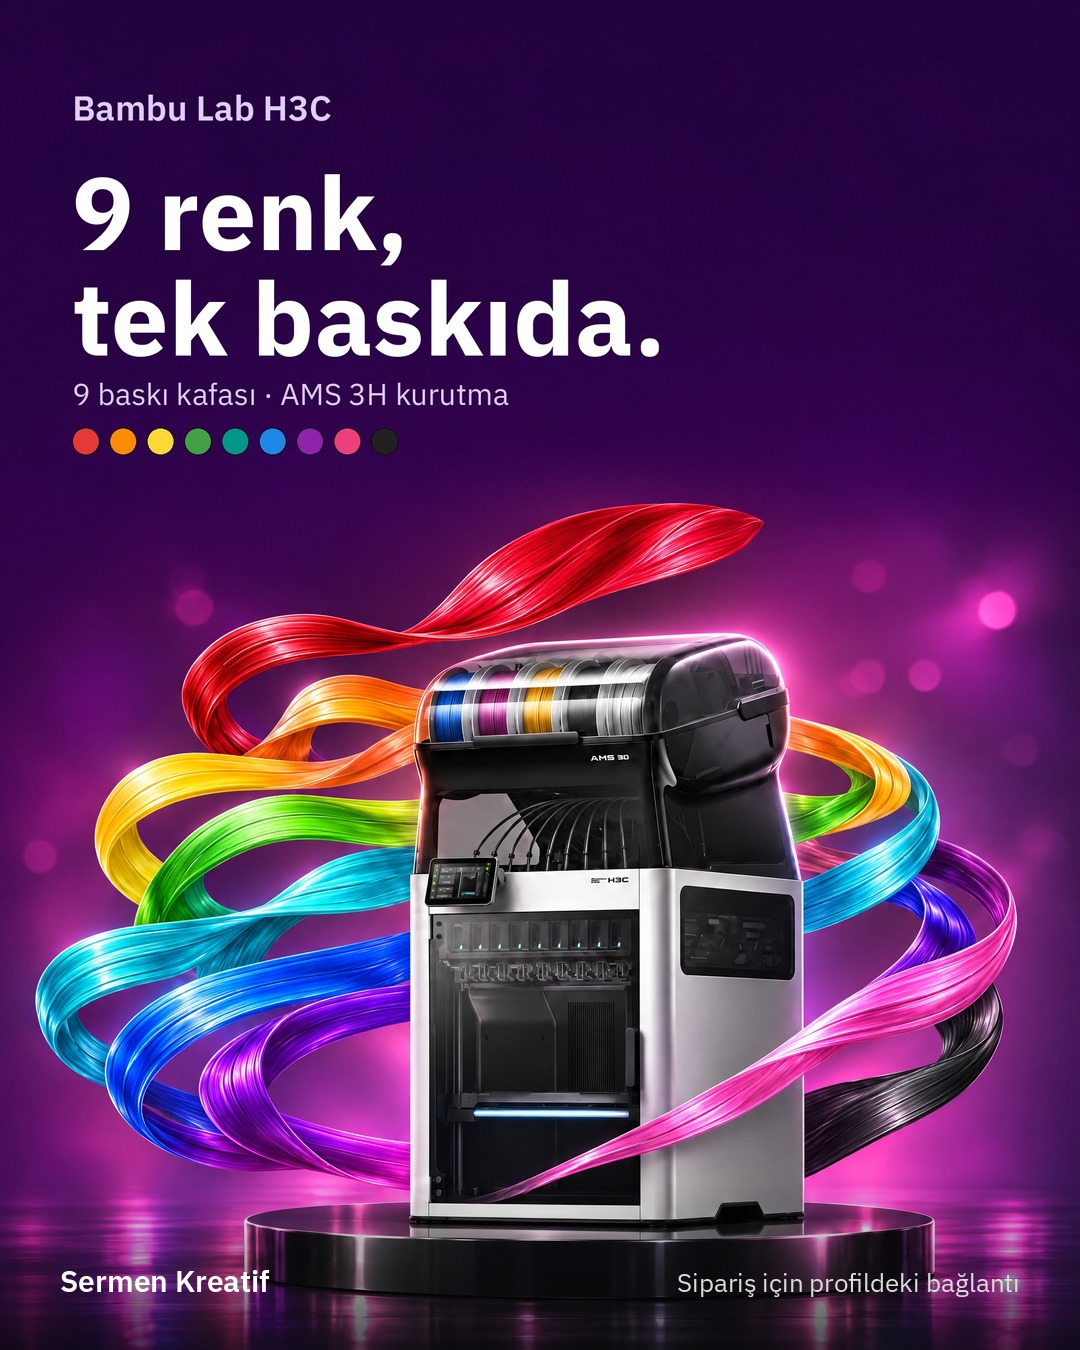 Bambu Lab H3C
9 renk,
tek baskıda.
9 baskı kafası · AMS 3H kurutma
AMS 3D
H3C
Sermen Kreatif
Sipariş için profildeki bağlantı